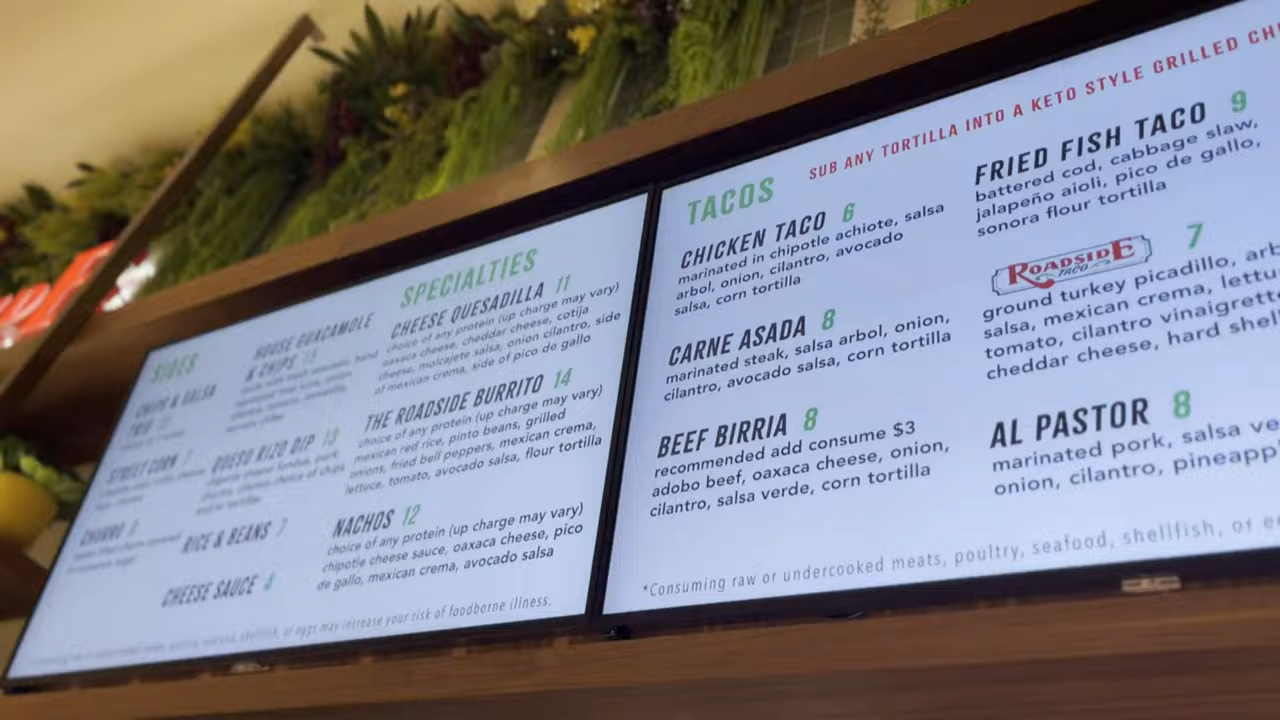 SIDES
CHIPS & SALSA
TRIO
STREET CORN 7
CHURRO
HOUSE GUACAMOLE
& CHIPS 13
QUESO RIZO DIP 13
RICE & BEANS 7
CHEESE SAUCE 4
SPECIALTIES
CHEESE QUESADILLA 11
choice of any protein (up charge may vary)
oaxaca cheese, cheddar cheese, cotija
cheese, molcajete salsa, onion cilantro, side
of mexican crema, side of pico de gallo
THE ROADSIDE BURRITO 14
choice of any protein (up charge may vary)
mexican red rice, pinto beans, grilled
onions, fried bell peppers, mexican crema,
lettuce, tomato, avocado salsa, flour tortilla
NACHOS 12
choice of any protein (up charge may vary)
chipotle cheese sauce, oaxaca cheese, pico
de gallo, mexican crema, avocado salsa
shellfish, or eggs may increase your risk of foodborne illness.
TACOS
SUB ANY TORTILLA INTO A KETO STYLE GRILLED
CHICKEN TACO 6
marinated in chipotle achiote, salsa
arbol, onion, cilantro, avocado
salsa, corn tortilla
CARNE ASADA 8
marinated steak, salsa arbol, onion,
cilantro, avocado salsa, corn tortilla
BEEF BIRRIA 8
recommended add consume $3
adobo beef, oaxaca cheese, onion,
cilantro, salsa verde, corn tortilla
FRIED FISH TACO 9
battered cod, cabbage slaw,
jalapeño aioli, pico de gallo,
sonora flour tortilla
ROADSIDE TACO 7
ground turkey picadillo,
salsa, mexican crema,
tomato, cilantro
cheddar cheese, hard shell
AL PASTOR 8
marinated pork, salsa
onion, cilantro,
*Consuming raw or undercooked meats, poultry, seafood, shellfish, or